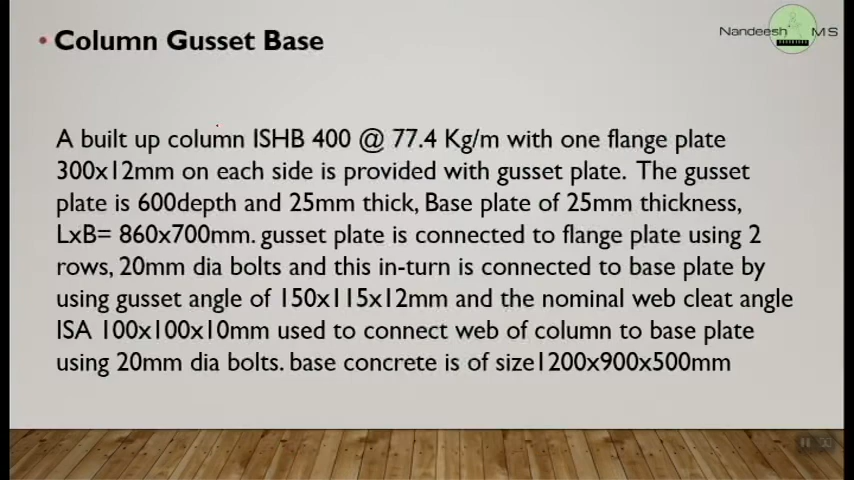 Nandeesh M S
• Column Gusset Base
A built up column ISHB 400 @ 77.4 Kg/m with one flange plate
300x12mm on each side is provided with gusset plate. The gusset
plate is 600depth and 25mm thick, Base plate of 25mm thickness,
LxB= 860x700mm. gusset plate is connected to flange plate using 2
rows, 20mm dia bolts and this in-turn is connected to base plate by
using gusset angle of 150x115x12mm and the nominal web cleat angle
ISA 100x100x10mm used to connect web of column to base plate
using 20mm dia bolts. base concrete is of size1200x900x500mm